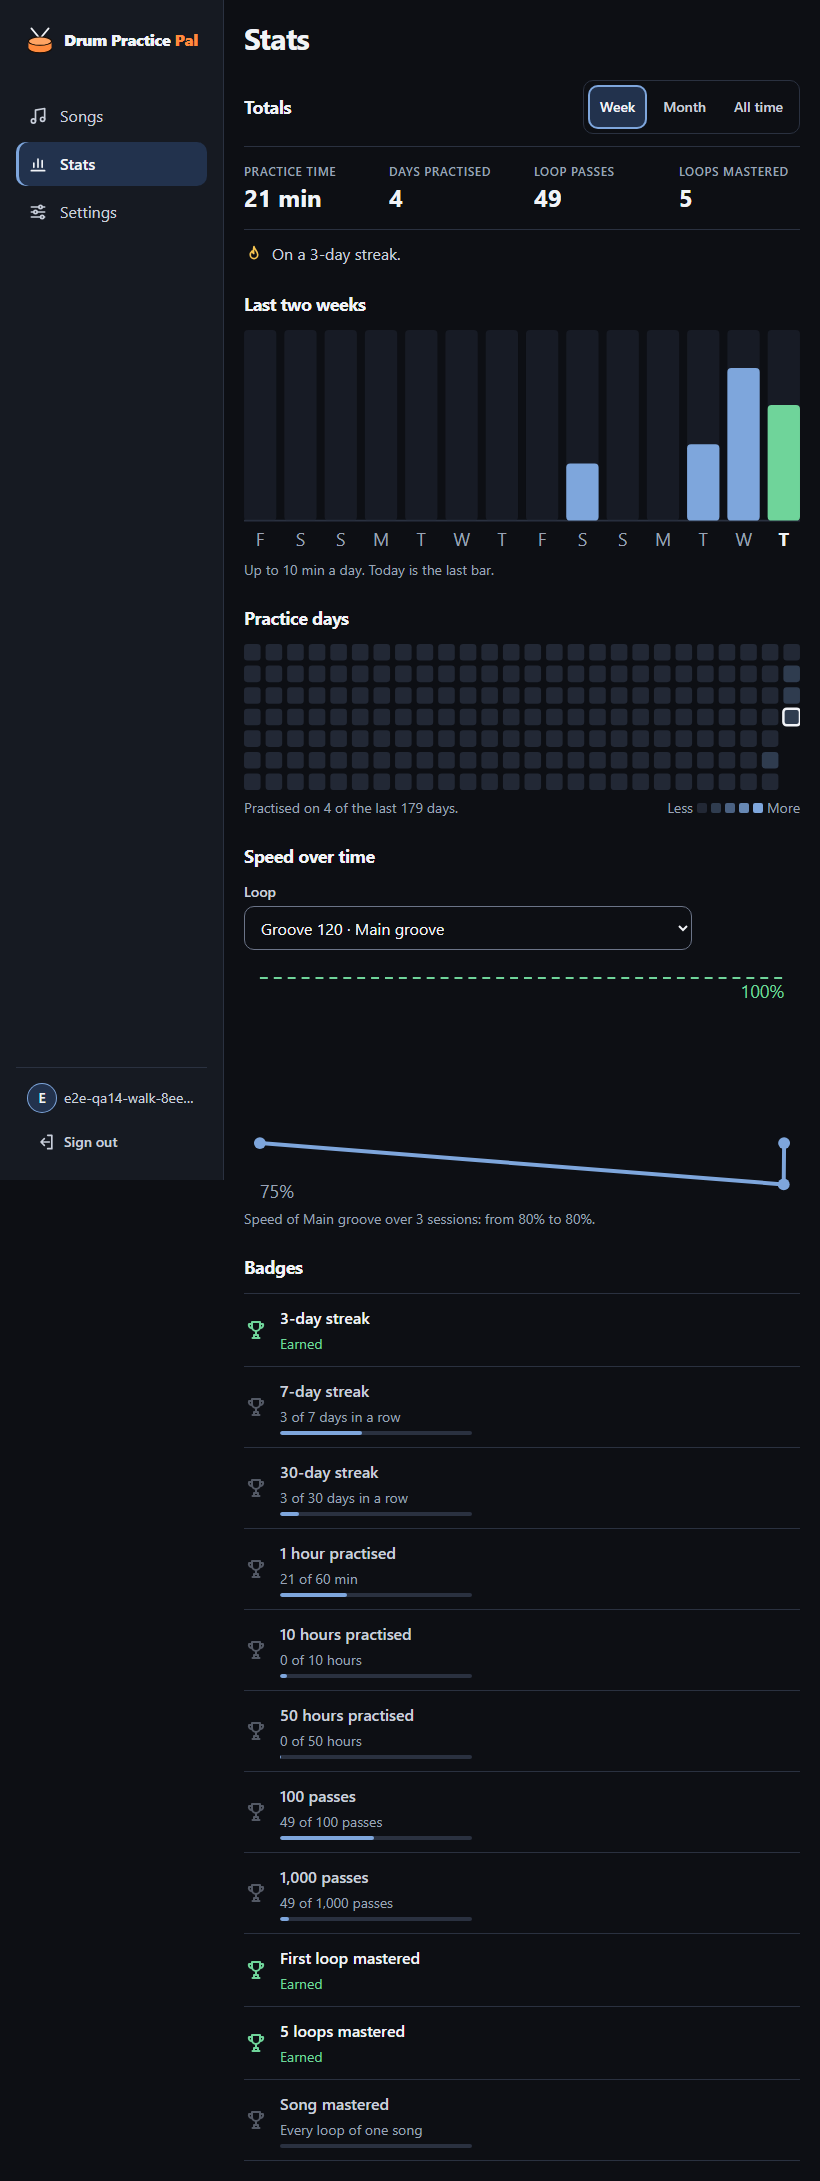 Drum Practice Pal
Songs
Stats
Settings
E
e2e-qa14-walk-8ee...
Sign out
Stats
Totals
Week Month All time
PRACTICE TIME DAYS PRACTISED LOOP PASSES LOOPS MASTERED
21 min 4 49 5
On a 3-day streak.
Last two weeks
F S S M T W T F S S M T W T
Up to 10 min a day. Today is the last bar.
Practice days
Practised on 4 of the last 179 days. Less More
Speed over time
Loop
Groove 120 · Main groove
100%
75%
Speed of Main groove over 3 sessions: from 80% to 80%.
Badges
3-day streak
Earned
7-day streak
3 of 7 days in a row
30-day streak
3 of 30 days in a row
1 hour practised
21 of 60 min
10 hours practised
0 of 10 hours
50 hours practised
0 of 50 hours
100 passes
49 of 100 passes
1,000 passes
49 of 1,000 passes
First loop mastered
Earned
5 loops mastered
Earned
Song mastered
Every loop of one song